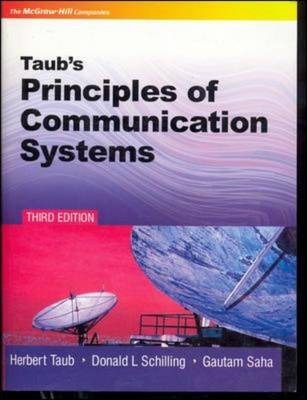 The McGraw-Hill Companies
Taub's
Principles of
Communication
Systems
THIRD EDITION
Herbert Taub • Donald L Schilling • Gautam Saha